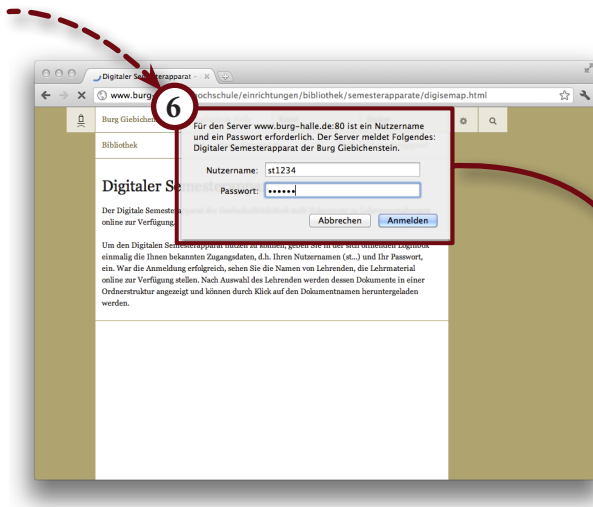 Digitaler Semesterapparat –
www.burg ochschule/einrichtungen/bibliothek/semesterapparate/digisemap.html
6
Burg Giebichen
Für den Server www.burg-halle.de:80 ist ein Nutzername
und ein Passwort erforderlich. Der Server meldet Folgendes:
Digitaler Semesterapparat der Burg Giebichenstein.
Bibliothek
Nutzername: st1234
Passwort: ••••••
Abbrechen Anmelden
Digitaler Se
Der Digitale Semestera
online zur Verfügung.
Um den Digitalen Semesterapparat nutzen zu können, geben Sie in der sich öffnenden Loginbox
einmalig die Ihnen bekannten Zugangsdaten, d.h. Ihren Nutzernamen (st...) und Ihr Passwort,
ein. War die Anmeldung erfolgreich, sehen Sie die Namen von Lehrenden, die Lehrmaterial
online zur Verfügung stellen. Nach Auswahl des Lehrenden werden dessen Dokumente in einer
Ordnerstruktur angezeigt und können durch Klick auf den Dokumentnamen heruntergeladen
werden.